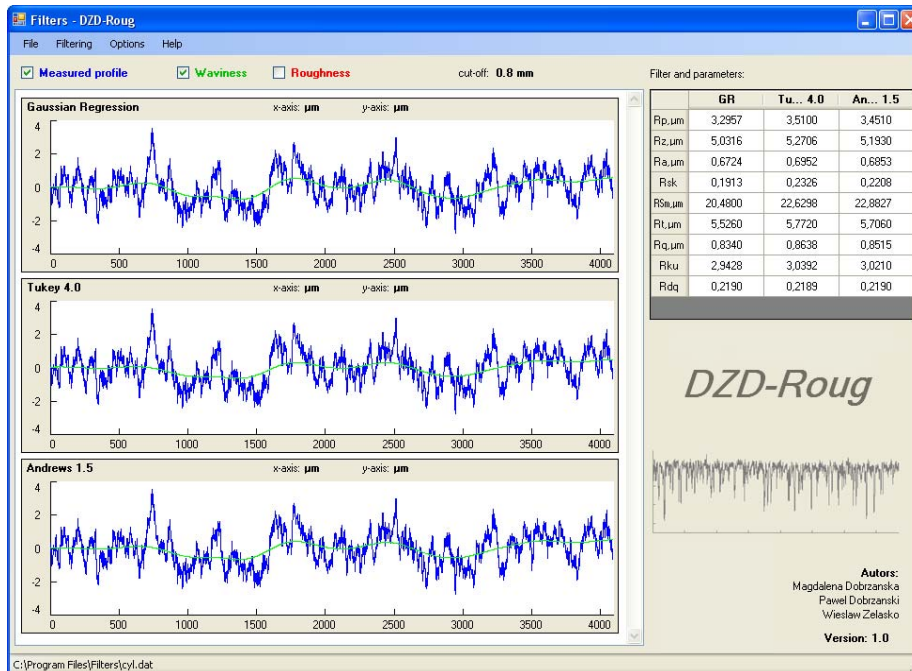 Filters - DZD-Roug
File Filtering Options Help
Measured profile Waviness Roughness cut-off: 0.8 mm
Gaussian Regression x-axis: µm y-axis: µm
4
2
0
-2
-4
0 500 1000 1500 2000 2500 3000 3500 4000
Tukey 4.0 x-axis: µm y-axis: µm
4
2
0
-2
-4
0 500 1000 1500 2000 2500 3000 3500 4000
Andrews 1.5 x-axis: µm y-axis: µm
4
2
0
-2
-4
0 500 1000 1500 2000 2500 3000 3500 4000
Filter and parameters:
GR Tu... 4.0 An... 1.5
Rp,µm 3,2957 3,5100 3,4510
Rz,µm 5,0316 5,2706 5,1930
Ra,µm 0,6724 0,6952 0,6853
Rsk 0,1913 0,2326 0,2208
RSm,µm 20,4800 22,6298 22,8827
Rt,µm 5,5260 5,7720 5,7060
Rq,µm 0,8340 0,8638 0,8515
Rku 2,9428 3,0392 3,0210
Rdq 0,2190 0,2189 0,2190
DZD-Roug
Autors:
Magdalena Dobrzanska
Pawel Dobrzanski
Wieslaw Zelasko
Version: 1.0
C:\Program Files\Filters\cyl.dat